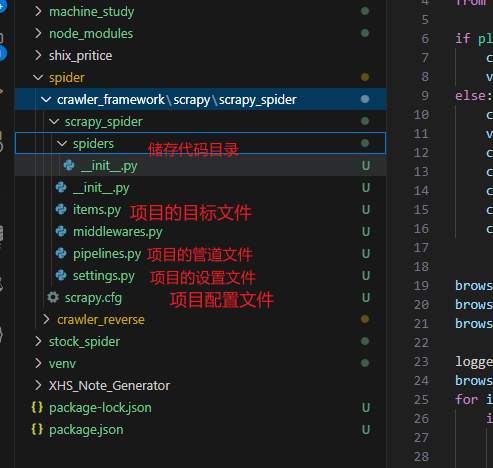 machine_study
4
from
node_modules
5
shix_pritice
6
if pl
spider
7
c
8
v
crawler_framework\scrapy\scrapy_spider
9
else:
scrapy_spider
10
c
spiders
储存代码目录
11
v
12
c
__init__.py
U
13
c
__init__.py
U
14
c
items.py
项目的目标文件
U
15
c
middlewares.py
U
16
c
pipelines.py
项目的管道文件
U
17
settings.py
项目的设置文件
U
18
scrapy.cfg
项目配置文件
U
19
brows
crawler_reverse
20
brows
stock_spider
21
brows
venv
22
XHS_Note_Generator
23
logge
24
brows
package-lock.json
U
25
for i
package.json
U
26
i
27
28